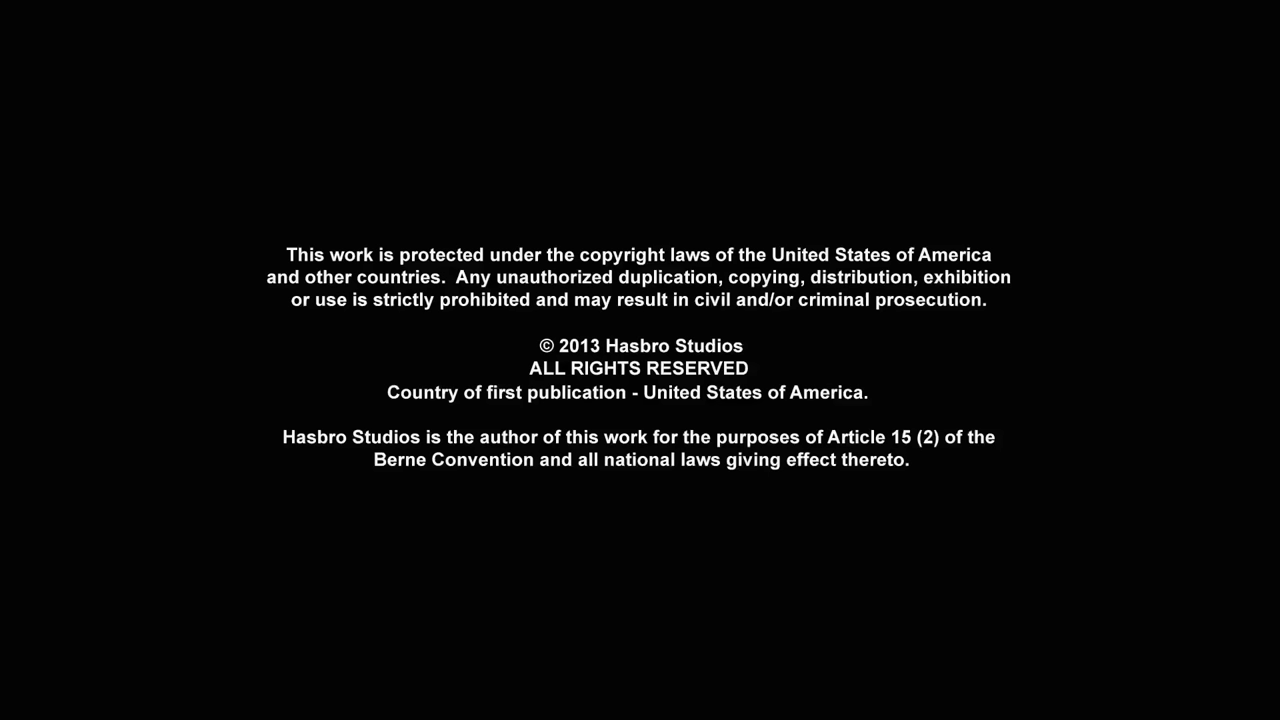 This work is protected under the copyright laws of the United States of America
and other countries.  Any unauthorized duplication, copying, distribution, exhibition
or use is strictly prohibited and may result in civil and/or criminal prosecution.
© 2013 Hasbro Studios
ALL RIGHTS RESERVED
Country of first publication - United States of America.
Hasbro Studios is the author of this work for the purposes of Article 15 (2) of the
Berne Convention and all national laws giving effect thereto.